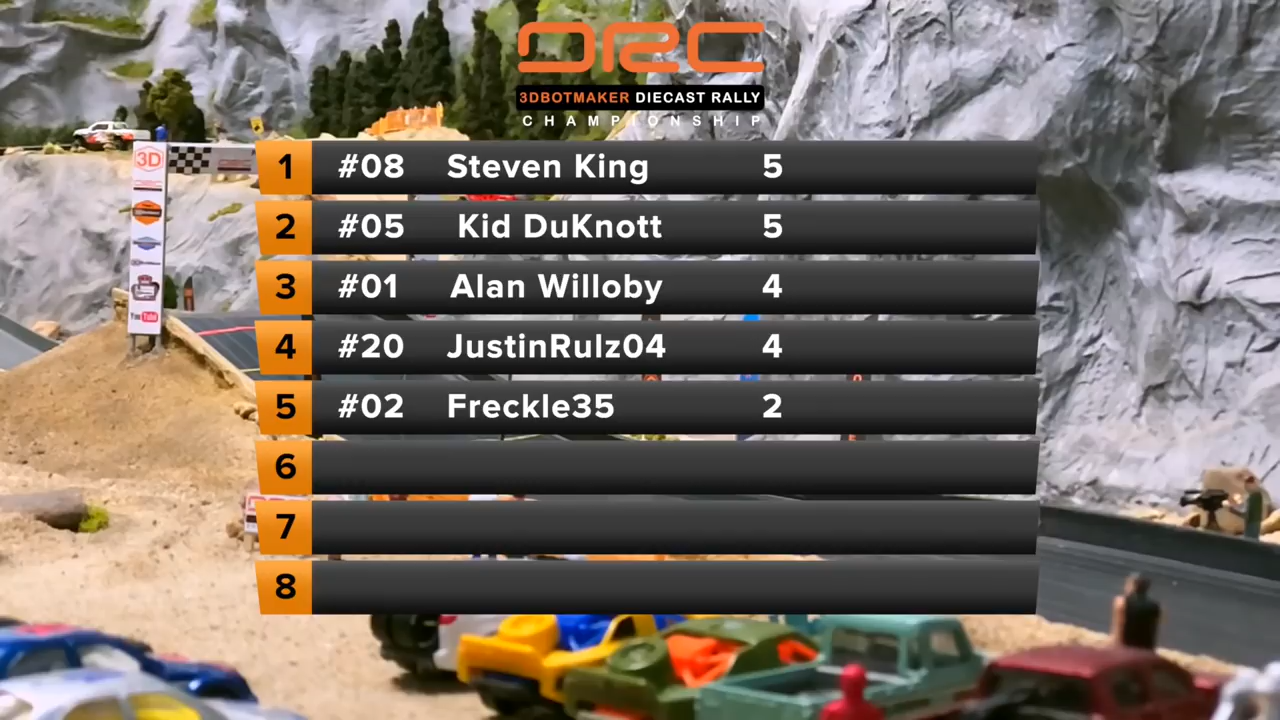 DRC
3DBOTMAKER DIECAST RALLY
CHAMPIONSHIP
3D
1 #08 Steven King 5
2 #05 Kid DuKnott 5
3 #01 Alan Willoby 4
4 #20 JustinRulz04 4
5 #02 Freckle35 2
6
7
8
YouTube